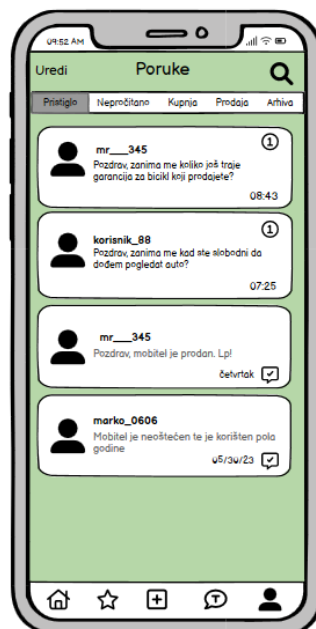 09:52 AM
Uredi Poruke
Pristiglo Nepročitano Kupnja Prodaja Arhiva
mr___345 1
Pozdrav, zanima me koliko još traje
garancija za bicikl koji prodajete?
08:43
korisnik_88 1
Pozdrav, zanima me kad ste slobodni da
dođem pogledat auto?
07:25
mr___345
Pozdrav, mobitel je prodan. Lp!
četvrtak
marko_0606
Mobitel je neoštećen te je korišten pola
godine
05/30/23
T